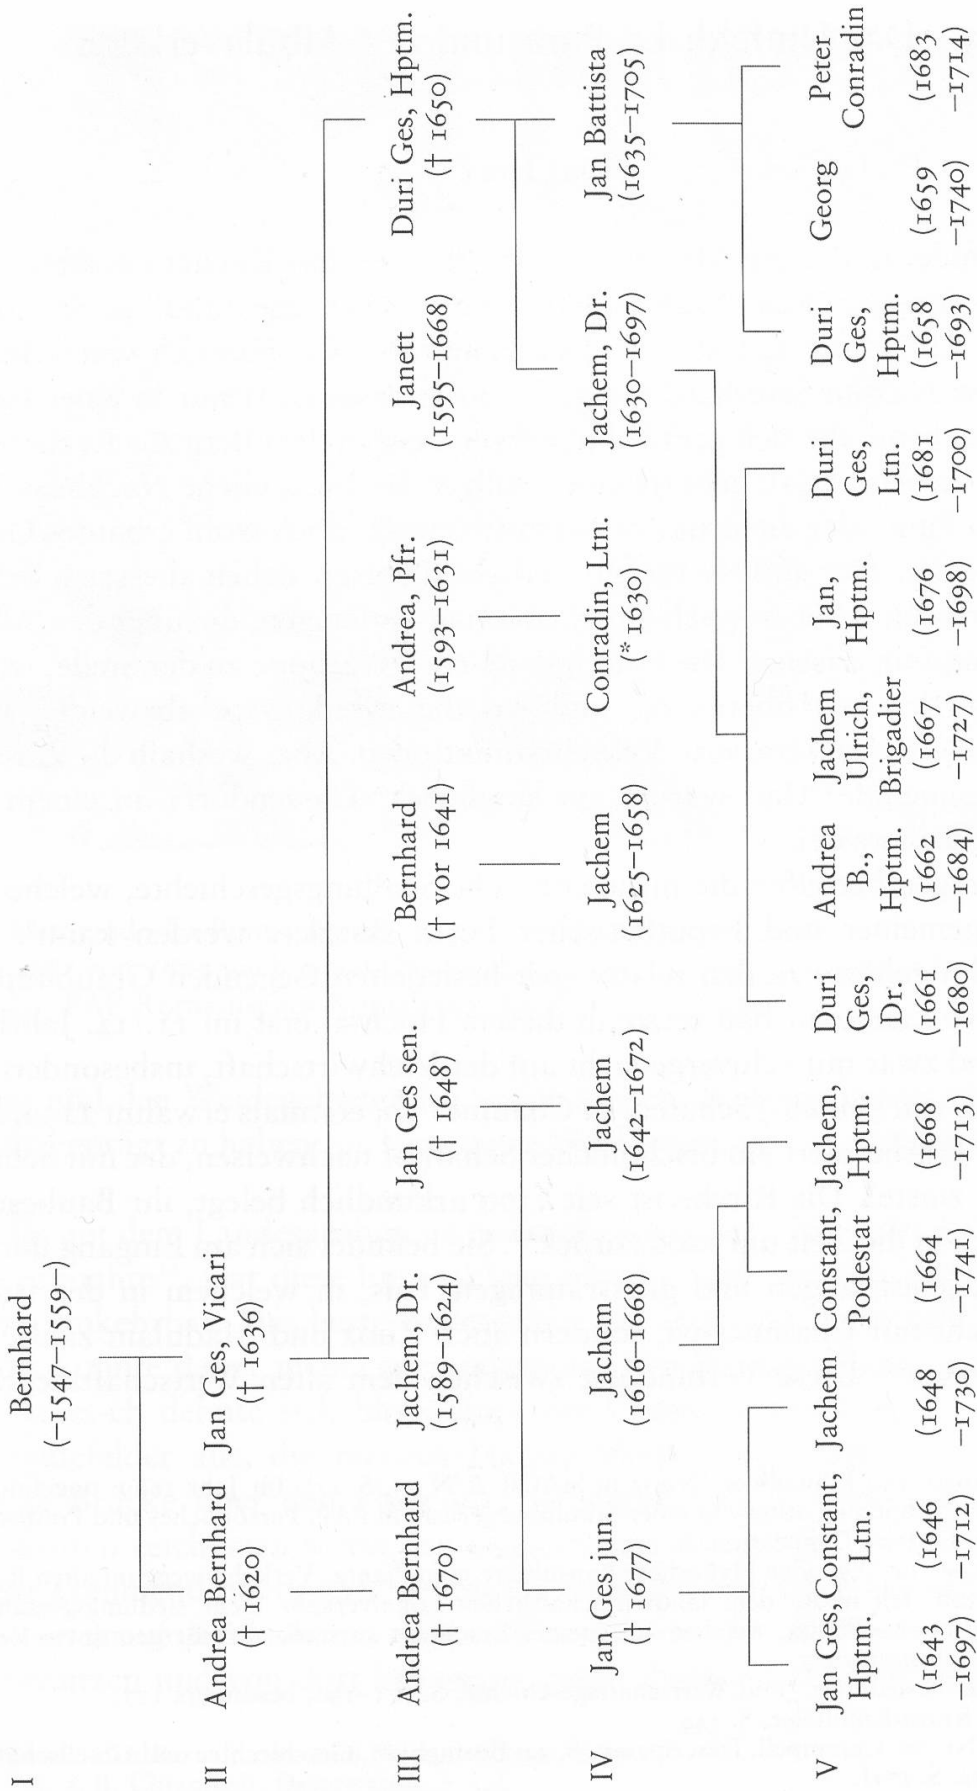 I
Bernhard
(–1547–1559–)
II
Andrea Bernhard
(† 1620)
Jan Ges, Vicari
(† 1636)
III
Andrea Bernhard
(† 1670)
Jachem, Dr.
(1589–1624)
Jan Ges sen.
(† 1648)
Bernhard
(† vor 1641)
Andrea, Pfr.
(1593–1631)
Janett
(1595–1668)
Duri Ges, Hptm.
(† 1650)
IV
Jan Ges jun.
(† 1677)
Jachem
(1616–1668)
Jachem
(1642–1672)
Jachem
(1625–1658)
Conradin, Ltn.
(* 1630)
Jachem, Dr.
(1630–1697)
Jan Battista
(1635–1705)
V
Jan Ges,
Hptm.
(1643
–1697)
Constant,
Ltn.
(1646
–1712)
Jachem
(1648
–1730)
Constant,
Podestat
(1664
–1741)
Jachem,
Hptm.
(1668
–1713)
Duri
Ges,
Dr.
(1661
–1680)
Andrea
B.,
Hptm.
(1662
–1684)
Jachem
Ulrich,
Brigadier
(1667
–1727)
Jan,
Hptm.
(1676
–1698)
Duri
Ges,
Ltn.
(1681
–1700)
Duri
Ges,
Hptm.
(1658
–1693)
Georg
(1659
–1740)
Peter
Conradin
(1683
–1714)